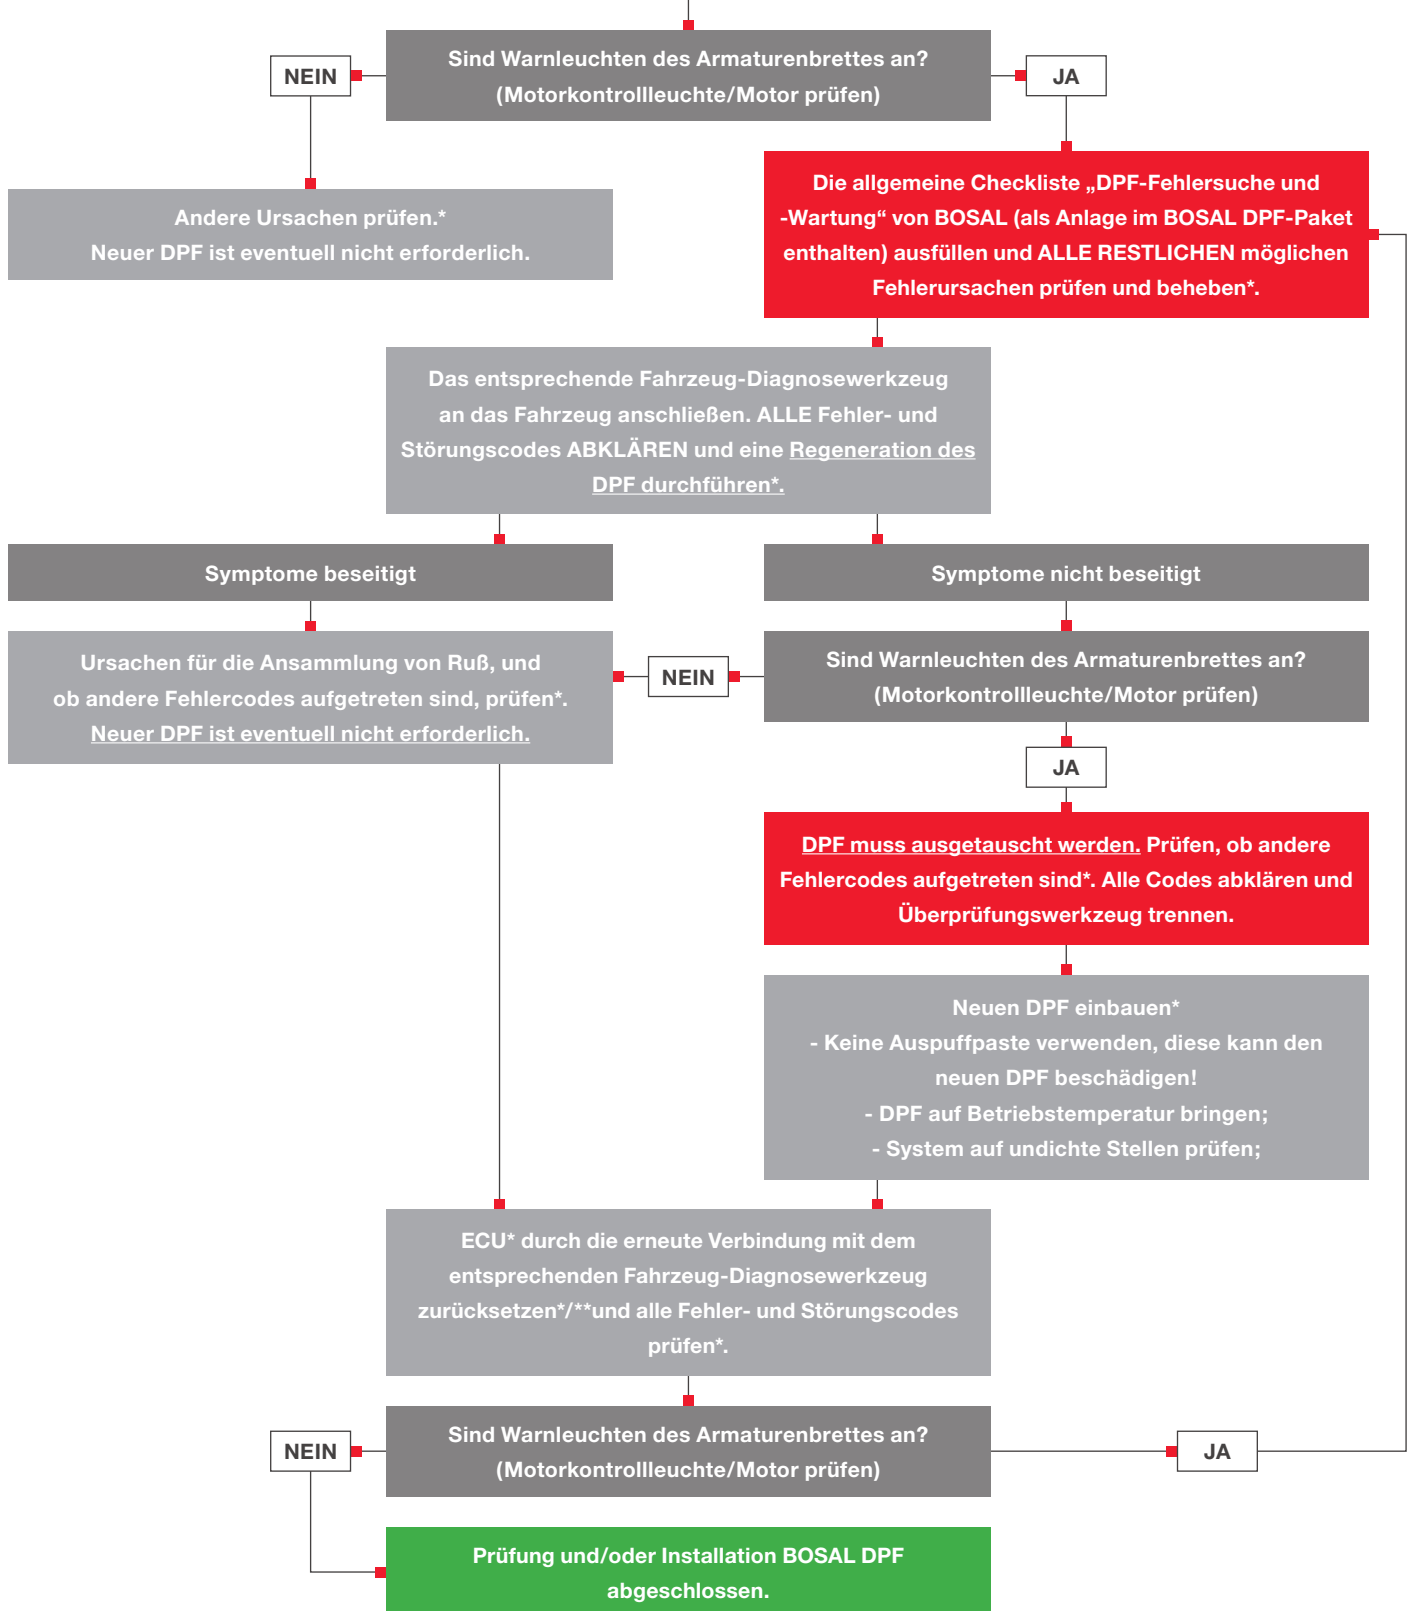 Sind Warnleuchten des Armaturenbrettes an?
(Motorkontrollleuchte/Motor prüfen)
NEIN
JA
Andere Ursachen prüfen.*
Neuer DPF ist eventuell nicht erforderlich.
Die allgemeine Checkliste „DPF-Fehlersuche und
-Wartung“ von BOSAL (als Anlage im BOSAL DPF-Paket
enthalten) ausfüllen und ALLE RESTLICHEN möglichen
Fehlerursachen prüfen und beheben*.
Das entsprechende Fahrzeug-Diagnosewerkzeug
an das Fahrzeug anschließen. ALLE Fehler- und
Störungscodes ABKLÄREN und eine Regeneration des
DPF durchführen*.
Symptome beseitigt
Symptome nicht beseitigt
Ursachen für die Ansammlung von Ruß, und
ob andere Fehlercodes aufgetreten sind, prüfen*.
Neuer DPF ist eventuell nicht erforderlich.
NEIN
Sind Warnleuchten des Armaturenbrettes an?
(Motorkontrollleuchte/Motor prüfen)
JA
DPF muss ausgetauscht werden. Prüfen, ob andere
Fehlercodes aufgetreten sind*. Alle Codes abklären und
Überprüfungswerkzeug trennen.
Neuen DPF einbauen*
- Keine Auspuffpaste verwenden, diese kann den
neuen DPF beschädigen!
- DPF auf Betriebstemperatur bringen;
- System auf undichte Stellen prüfen;
ECU* durch die erneute Verbindung mit dem
entsprechenden Fahrzeug-Diagnosewerkzeug
zurücksetzen*/**und alle Fehler- und Störungscodes
prüfen*.
Sind Warnleuchten des Armaturenbrettes an?
(Motorkontrollleuchte/Motor prüfen)
NEIN
JA
Prüfung und/oder Installation BOSAL DPF
abgeschlossen.